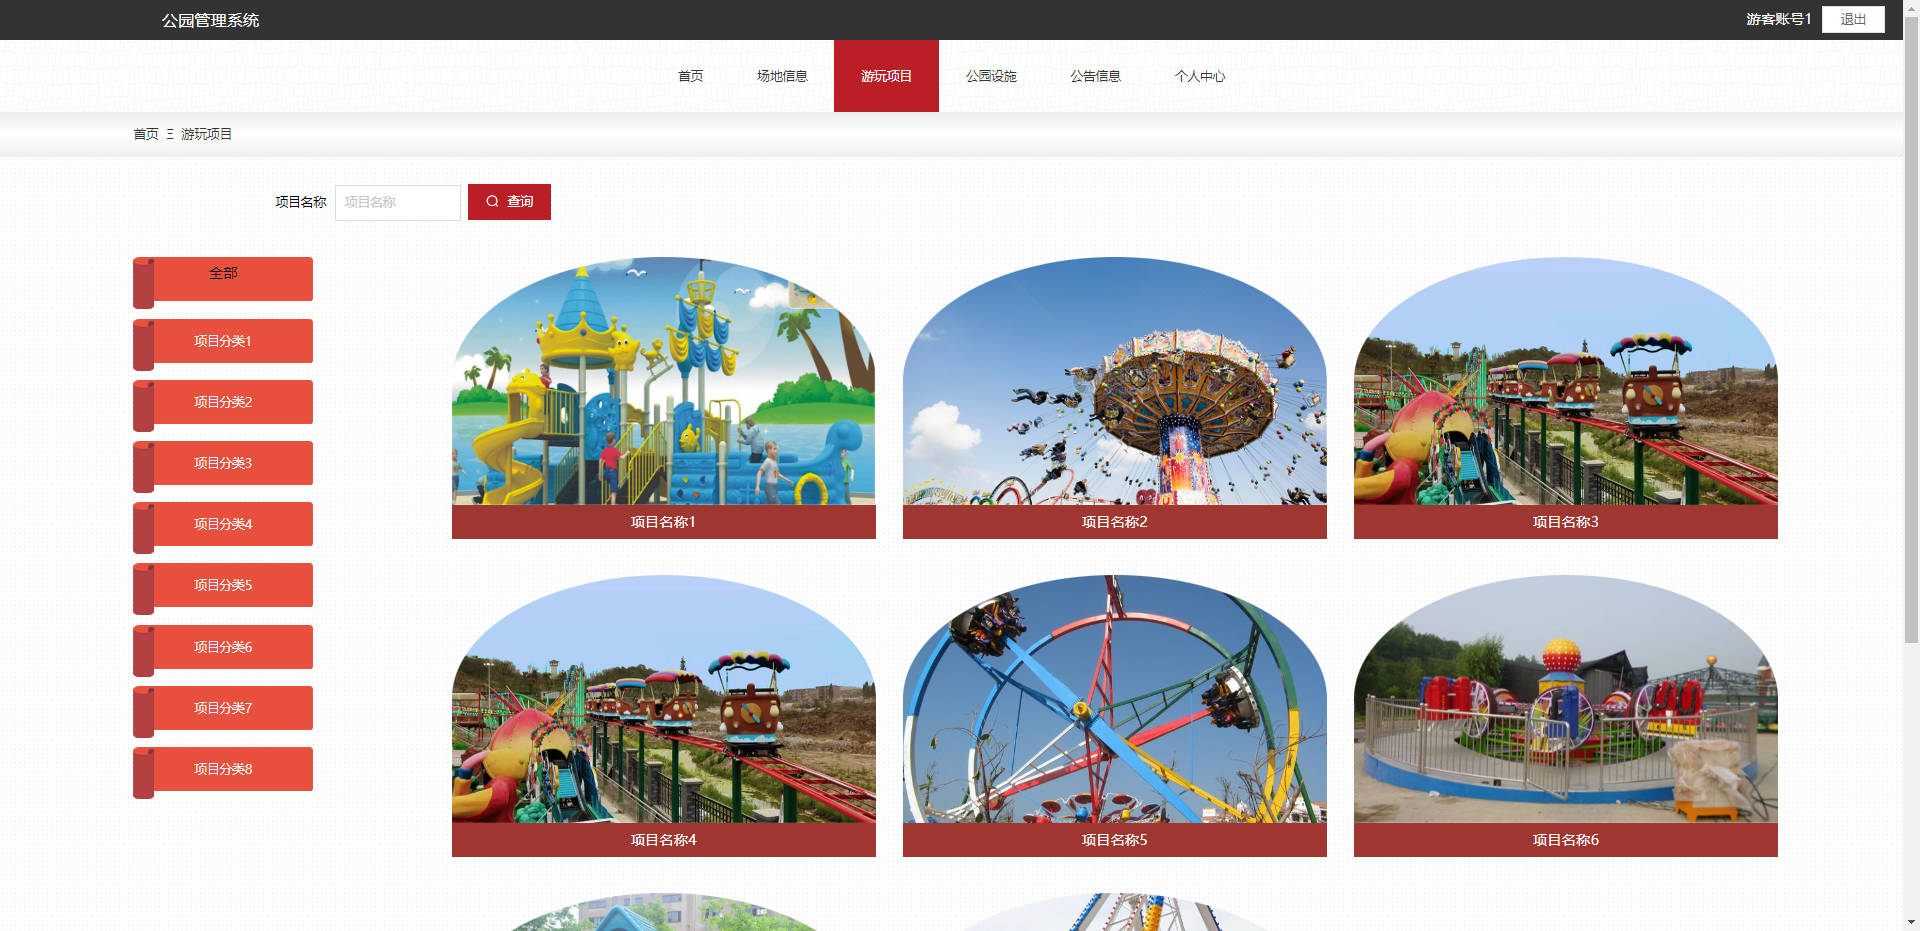 公园管理系统
游客账号1 退出
首页 场地信息 游玩项目 公园设施 公告信息 个人中心
首页 Ξ 游玩项目
项目名称 项目名称 查询
全部
项目分类1
项目分类2
项目分类3
项目分类4
项目分类5
项目分类6
项目分类7
项目分类8
项目名称1 项目名称2 项目名称3
项目名称4 项目名称5 项目名称6